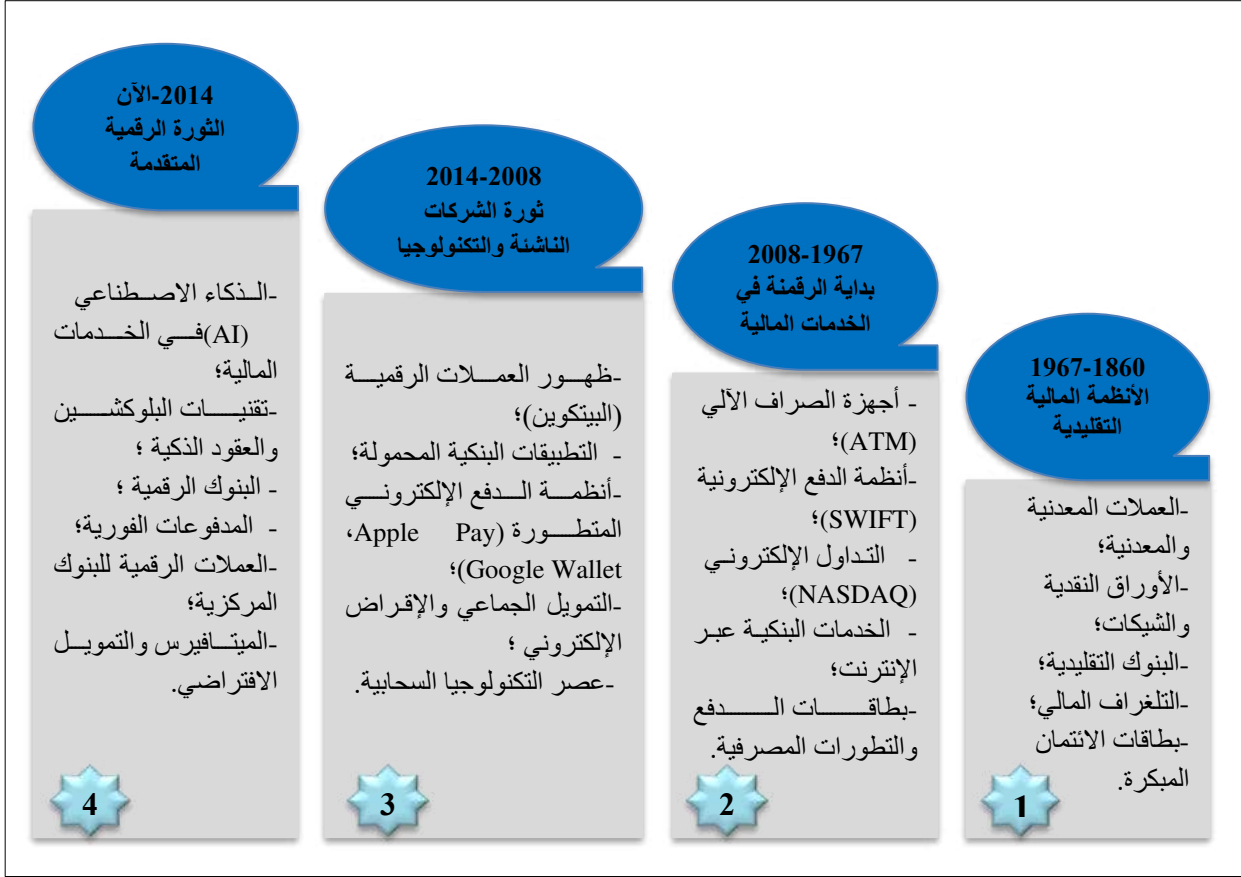 1967-1860
الأنظمة المالية
التقليدية
-العملات المعدنية
والمعدنية؛
-الأوراق النقدية
والشيكات؛
-البنوك التقليدية؛
-التلغراف المالي؛
-بطاقات الائتمان
المبكرة.
1
2008-1967
بداية الرقمنة في
الخدمات المالية
- أجهزة الصراف الآلي
(ATM)؛
-أنظمة الدفع الإلكترونية
(SWIFT)؛
- التداول الإلكتروني
(NASDAQ)؛
- الخدمات البنكية عبر
الإنترنت؛
-بطاقات الدفع
والتطورات المصرفية.
2
2014-2008
ثورة الشركات
الناشئة والتكنولوجيا
-ظهور العملات الرقمية
(البيتكوين)؛
- التطبيقات البنكية المحمولة؛
-أنظمة الدفع الإلكتروني
المتطورة (Apple Pay،
Google Wallet)؛
-التمويل الجماعي والإقراض
الإلكتروني ؛
-عصر التكنولوجيا السحابية.
3
2014-الآن
الثورة الرقمية
المتقدمة
-الذكاء الاصطناعي
(AI)في الخدمات
المالية؛
-تقنيات البلوكشين
والعقود الذكية ؛
- البنوك الرقمية ؛
- المدفوعات الفورية؛
-العملات الرقمية للبنوك
المركزية؛
-الميتافيرس والتمويل
الافتراضي.
4